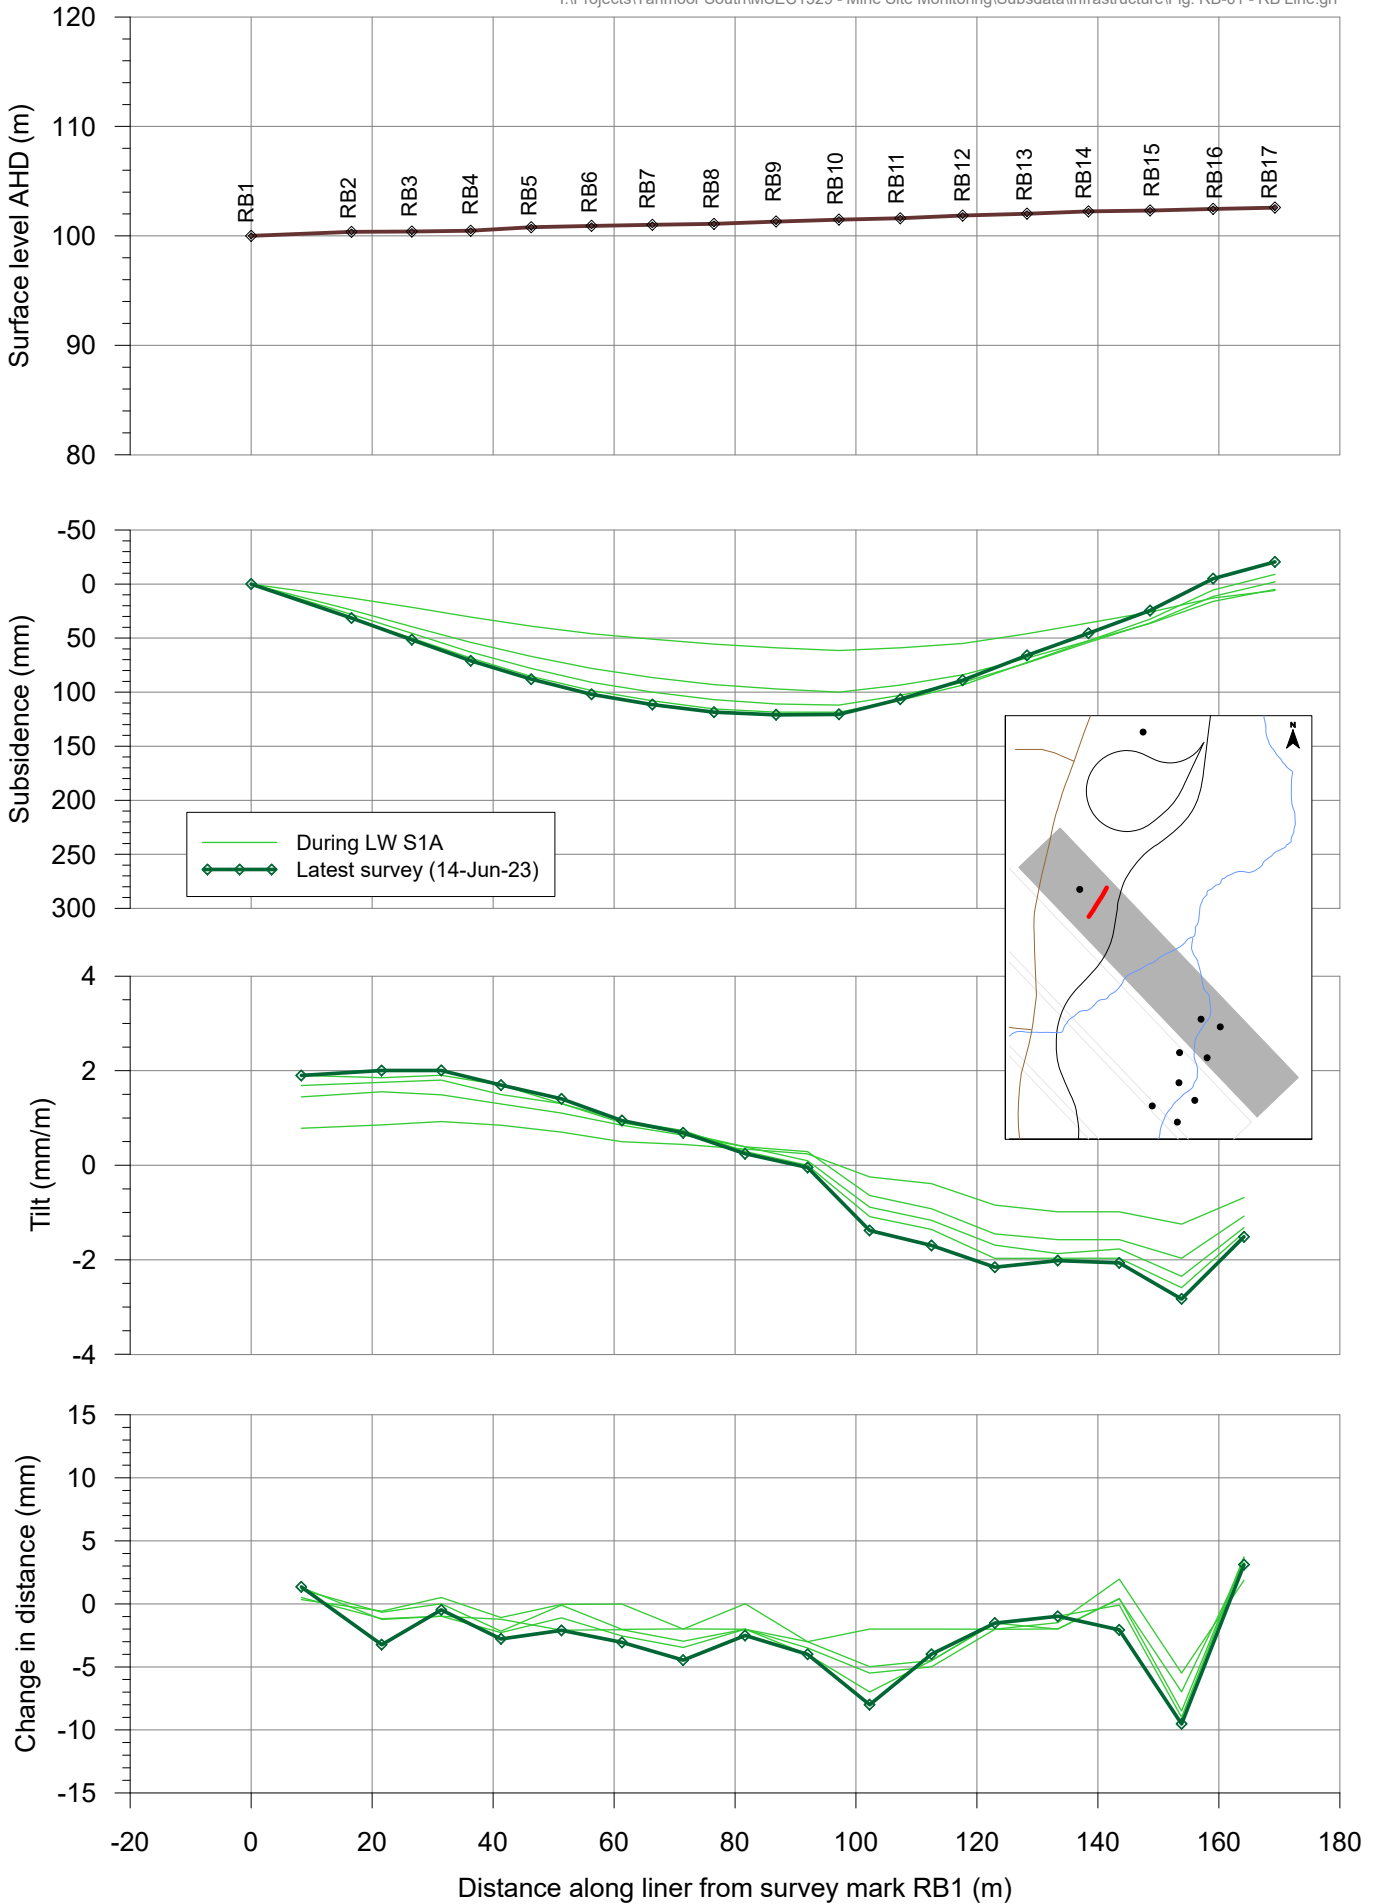 120
110
100
90
80
Surface level AHD (m)
RB1
RB2
RB3
RB4
RB5
RB6
RB7
RB8
RB9
RB10
RB11
RB12
RB13
RB14
RB15
RB16
RB17
-50
0
50
100
150
200
250
300
Subsidence (mm)
During LW S1A
Latest survey (14-Jun-23)
N
4
2
0
-2
-4
Tilt (mm/m)
15
10
5
0
-5
-10
-15
Change in distance (mm)
-20 0 20 40 60 80 100 120 140 160 180
Distance along liner from survey mark RB1 (m)